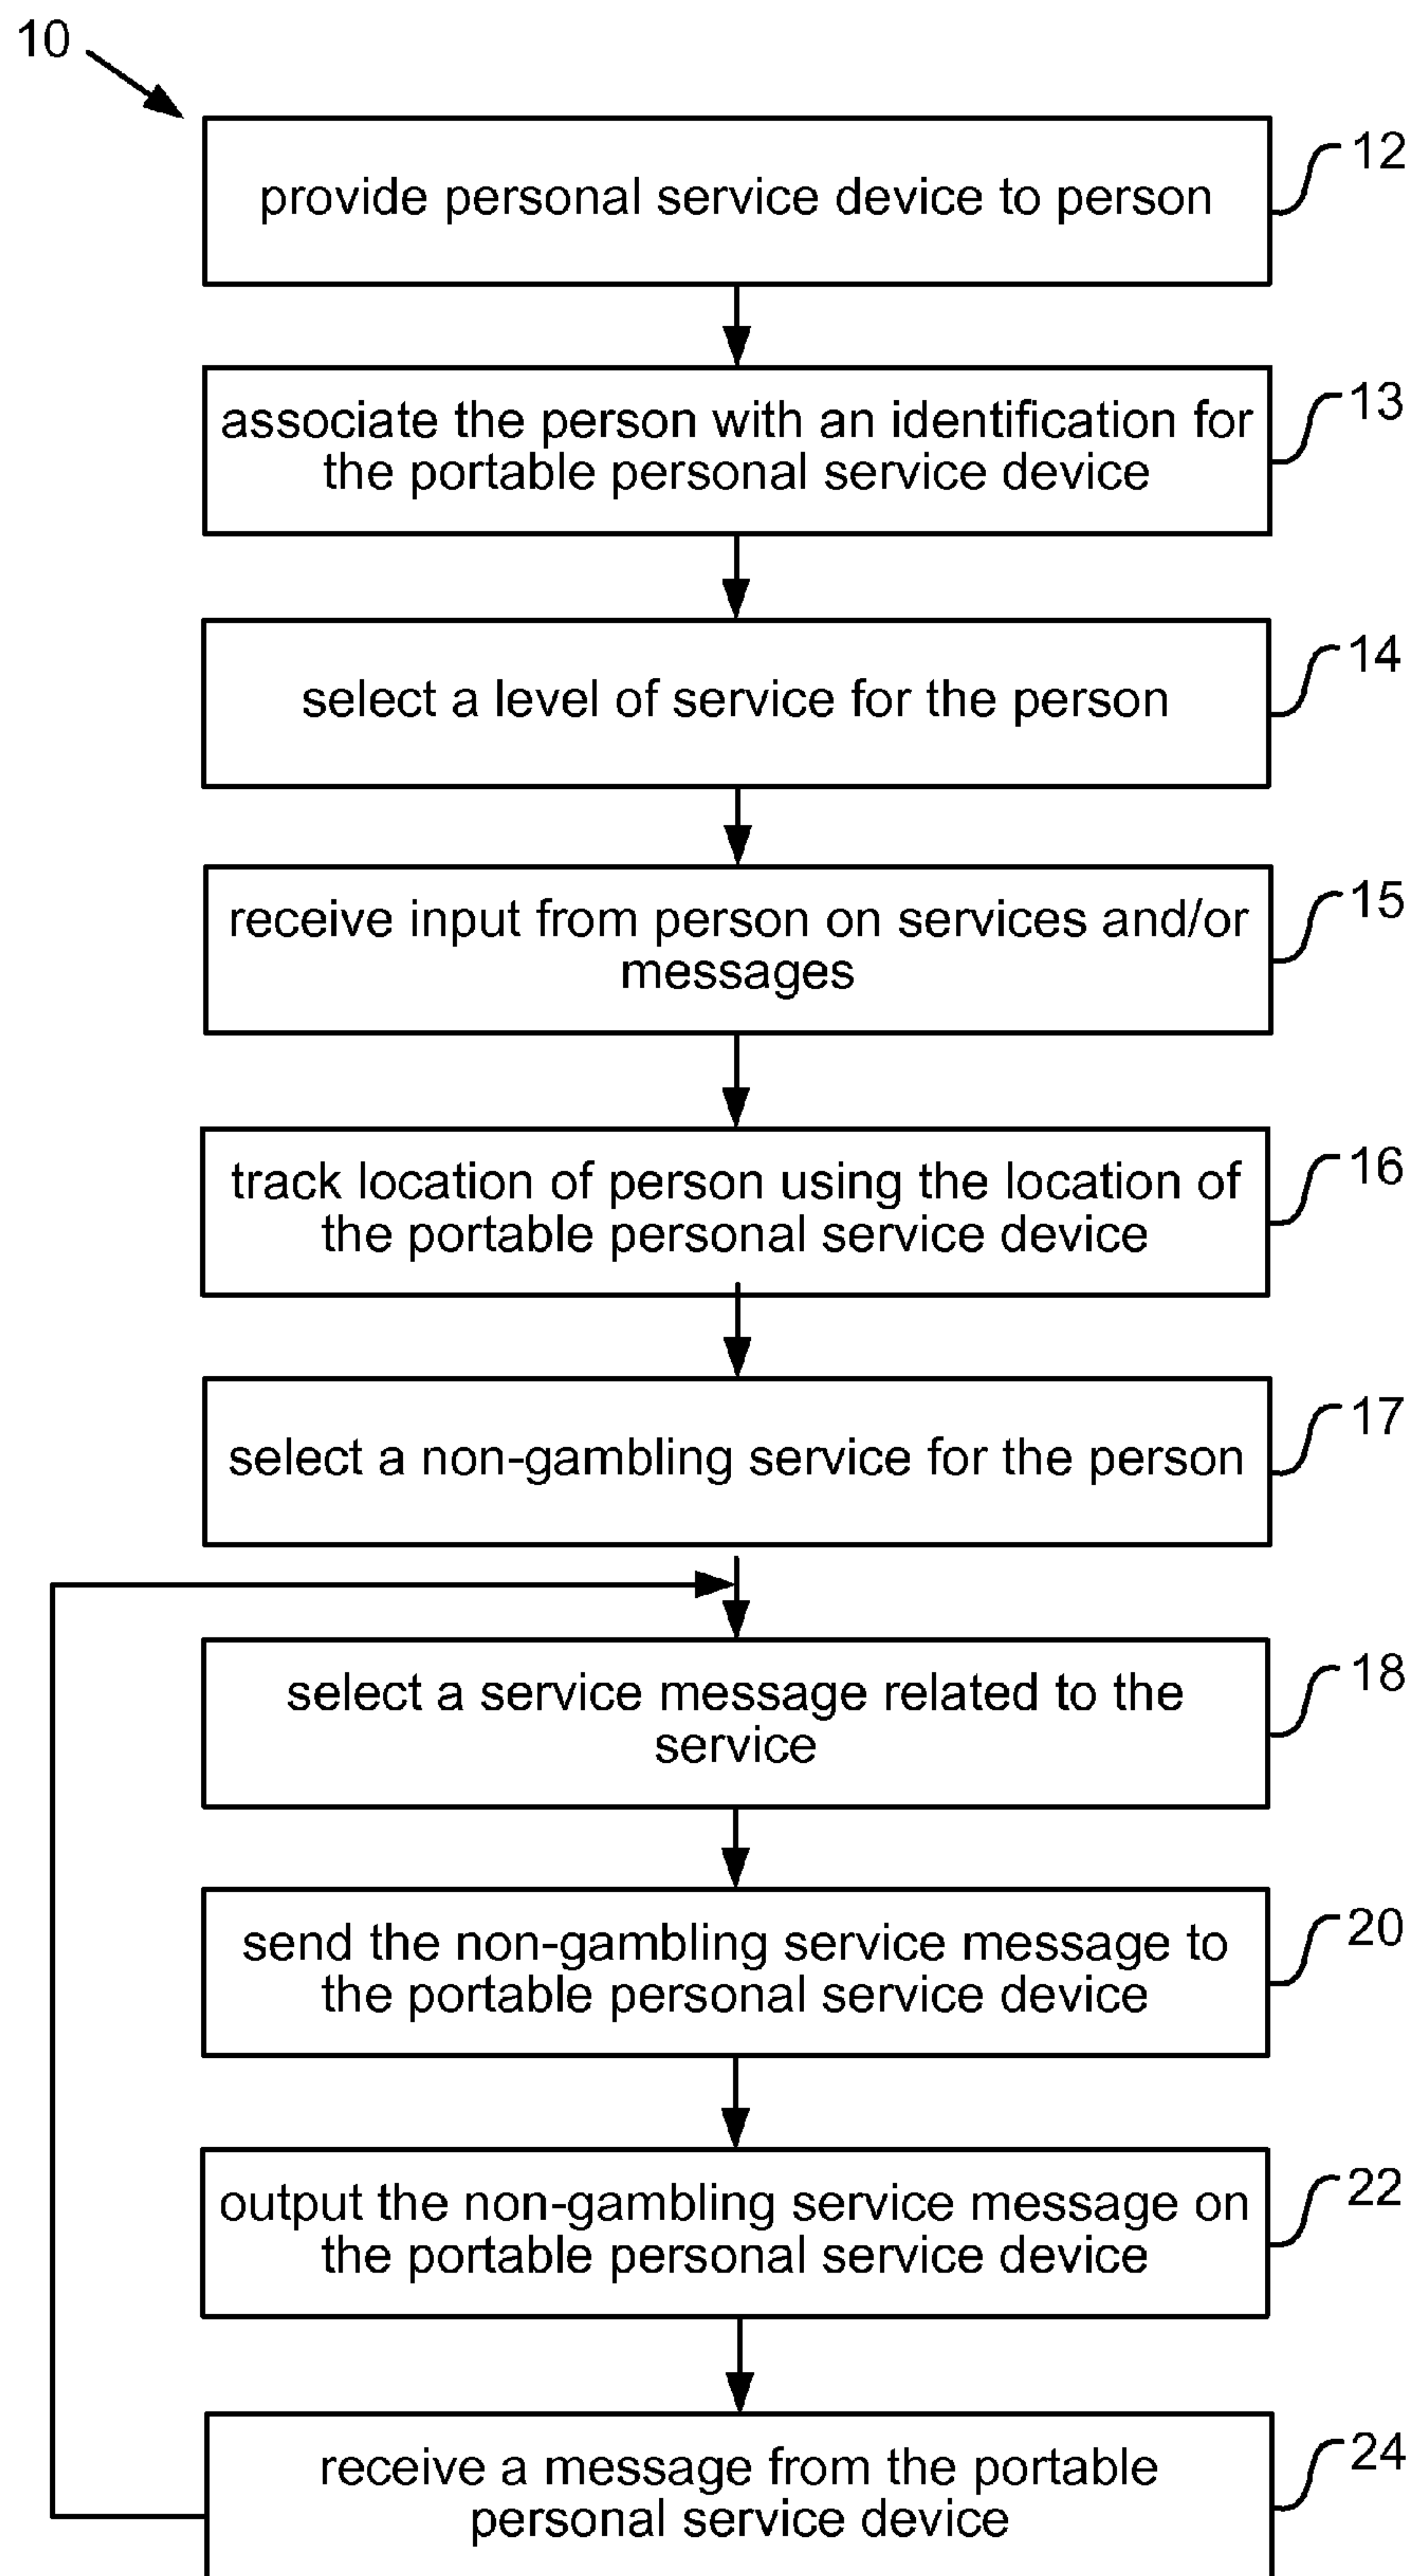 10
provide personal service device to person
12
associate the person with an identification for
the portable personal service device
13
select a level of service for the person
14
receive input from person on services and/or
messages
15
track location of person using the location of
the portable personal service device
16
select a non-gambling service for the person
17
select a service message related to the
service
18
send the non-gambling service message to
the portable personal service device
20
output the non-gambling service message on
the portable personal service device
22
receive a message from the portable
personal service device
24